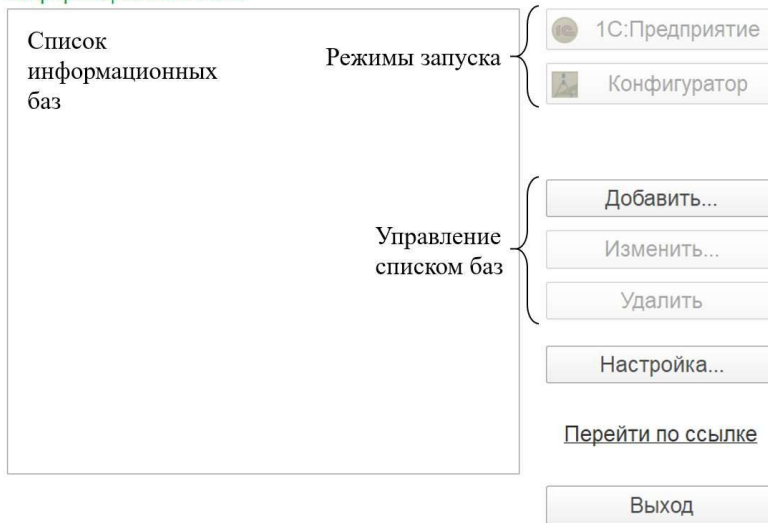 Список
информационных
баз
Режимы запуска
1С:Предприятие
Конфигуратор
Управление
списком баз
Добавить...
Изменить...
Удалить
Настройка...
Перейти по ссылке
Выход